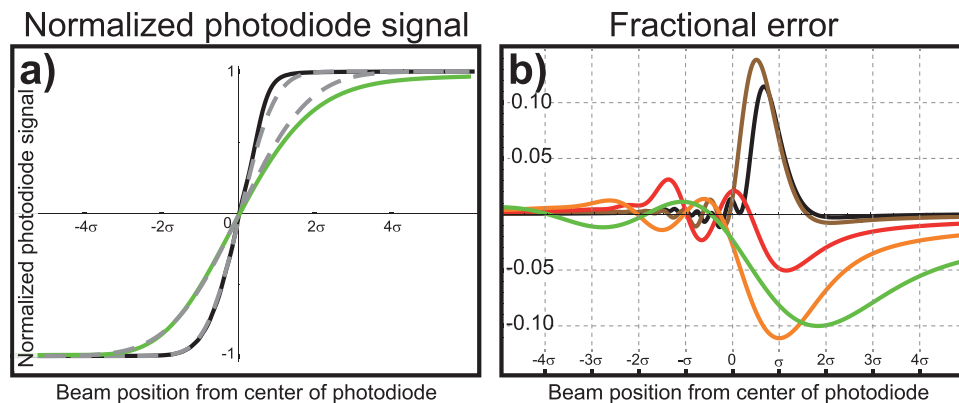 Normalized photodiode signal
a)
Normalized photodiode signal
1
-4σ
0
2σ
4σ
-1
Beam position from center of photodiode
Fractional error
b)
0.10
0.05
-0.05
-0.10
-4σ
-3σ
-2σ
-σ
0
σ
2σ
3σ
4σ
Beam position from center of photodiode